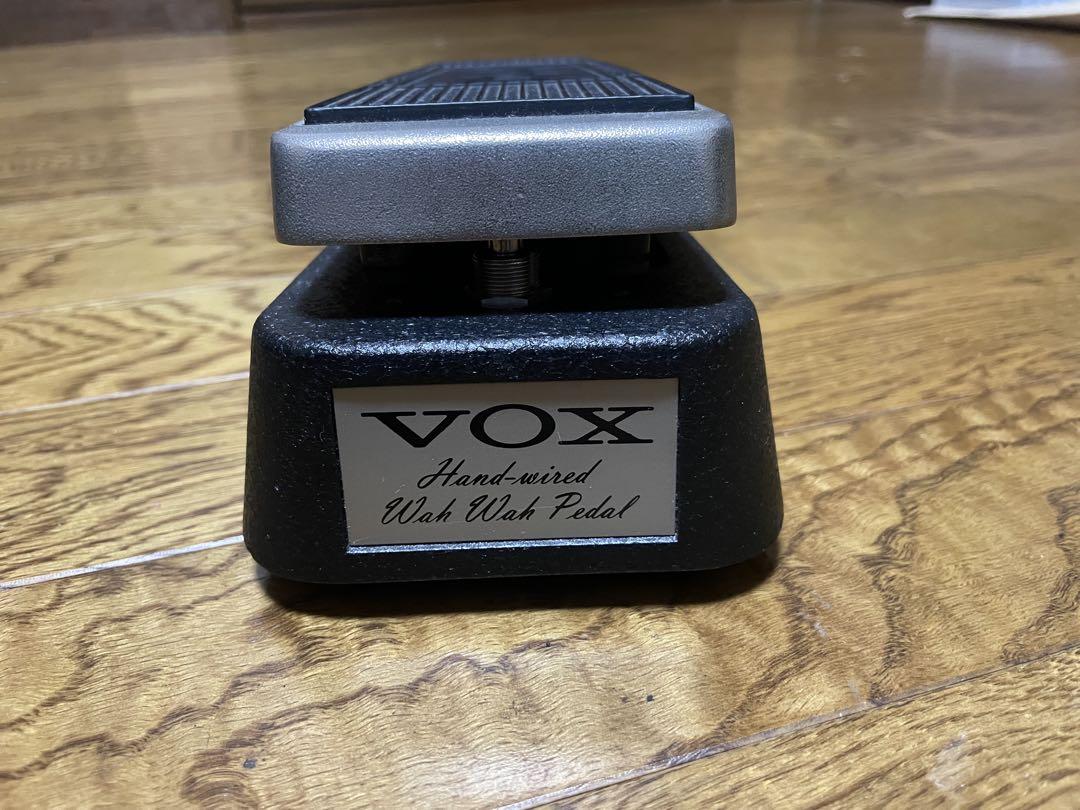 VOX
Hand-wired
Wah Wah Pedal